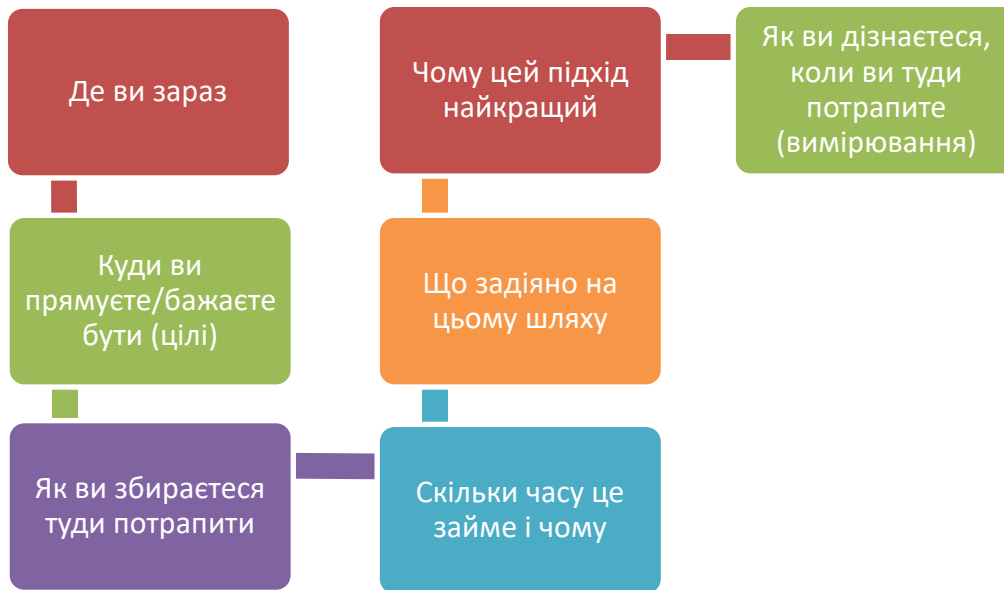 Де ви зараз
Куди ви
прямуєте/бажаєте
бути (цілі)
Як ви збираєтеся
туди потрапити
Скільки часу це
займе і чому
Що задіяно на
цьому шляху
Чому цей підхід
найкращий
Як ви дізнаєтеся,
коли ви туди
потрапите
(вимірювання)